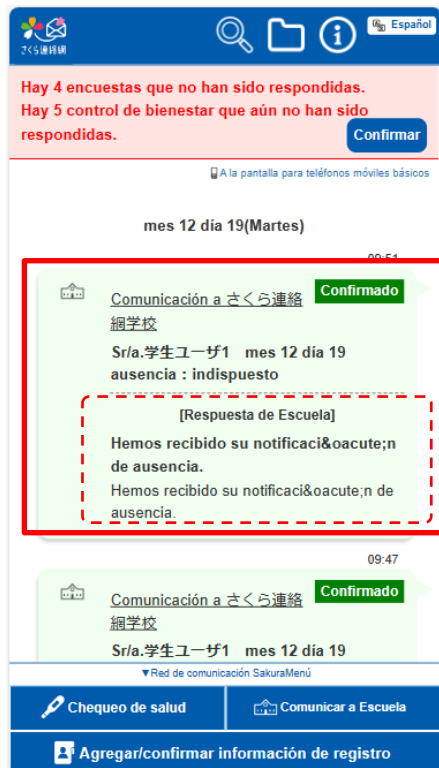 さくら連絡網
Español
Hay 4 encuestas que no han sido respondidas.
Hay 5 control de bienestar que aún no han sido
respondidas.
Confirmar
A la pantalla para teléfonos móviles básicos
mes 12 día 19(Martes)
09:51
Confirmado
Comunicación a さくら連絡
網学校
Sr/a.学生ユーザ1 mes 12 día 19
ausencia：indispuesto
[Respuesta de Escuela]
Hemos recibido su notificaci&oacute;n
de ausencia.
Hemos recibido su notificaci&oacute;n de
ausencia.
09:47
Confirmado
Comunicación a さくら連絡
網学校
Sr/a.学生ユーザ1 mes 12 día 19
▼Red de comunicación SakuraMenú
Chequeo de salud
Comunicar a Escuela
Agregar/confirmar información de registro